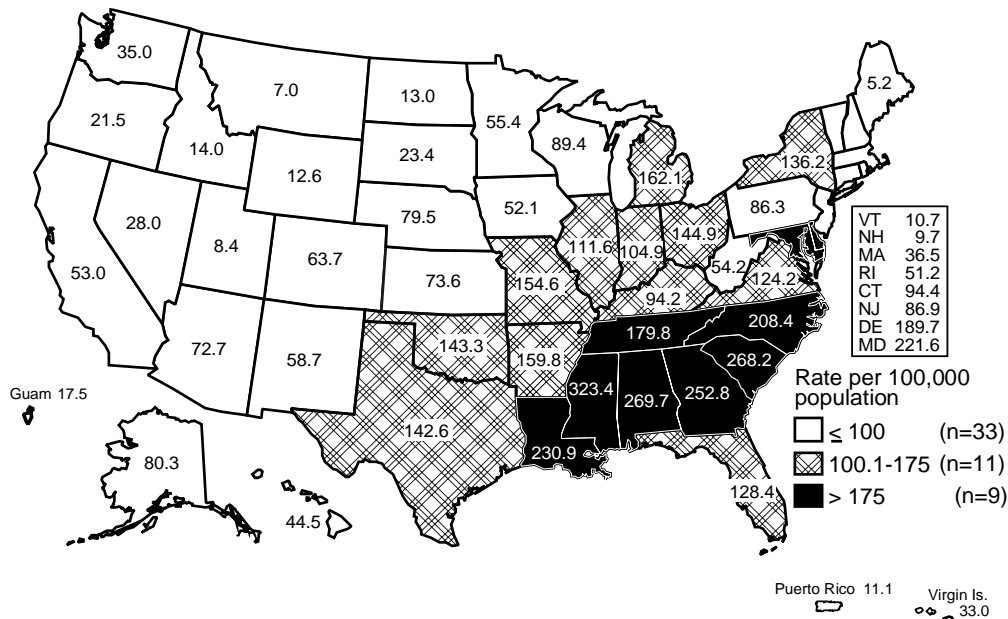 35.0
7.0
13.0
5.2
21.5
14.0
55.4
89.4
23.4
12.6
162.1
136.2
79.5
52.1
86.3
28.0
8.4
63.7
111.6
104.9
144.9
54.2
124.2
53.0
73.6
154.6
94.2
VT 10.7
NH 9.7
MA 36.5
RI 51.2
CT 94.4
NJ 86.9
DE 189.7
MD 221.6
72.7
58.7
143.3
159.8
179.8
208.4
268.2
323.4
269.7
252.8
142.6
230.9
128.4
Guam 17.5
80.3
44.5
Rate per 100,000
population
≤ 100 (n=33)
100.1-175 (n=11)
> 175 (n=9)
Puerto Rico 11.1
Virgin Is.
33.0